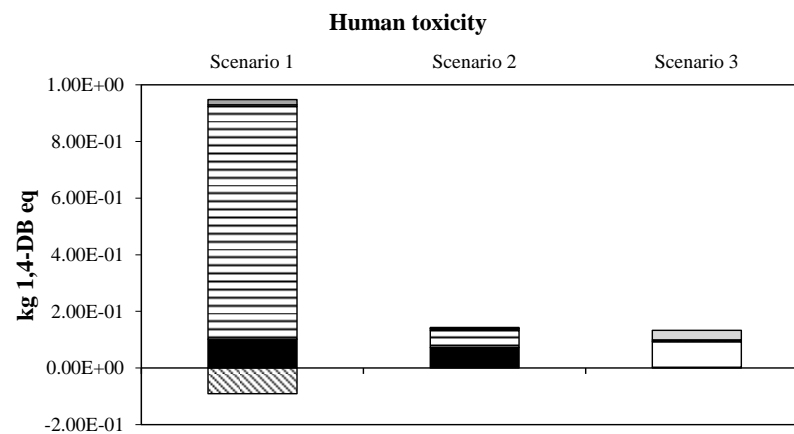 Human toxicity
Scenario 1 Scenario 2 Scenario 3
1.00E+00
8.00E-01
6.00E-01
4.00E-01
2.00E-01
0.00E+00
-2.00E-01
kg 1,4-DB eq